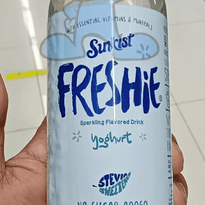 WITH ESSENTIAL VITAMINS & MINERALS
Sunkist
FRESHiE
Sparkling Flavored Drink
Yoghurt
STEVIA
SWEETENED
NO SUGAR ADDED